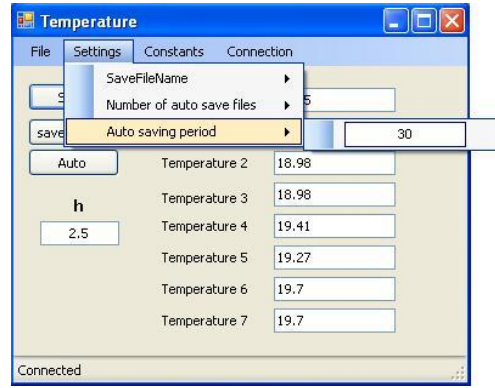 Temperature
File Settings Constants Connection
SaveFileName
Number of auto save files
5
save
Auto saving period
30
Auto
Temperature 2
18.98
h
Temperature 3
18.98
2.5
Temperature 4
19.41
Temperature 5
19.27
Temperature 6
19.7
Temperature 7
19.7
Connected